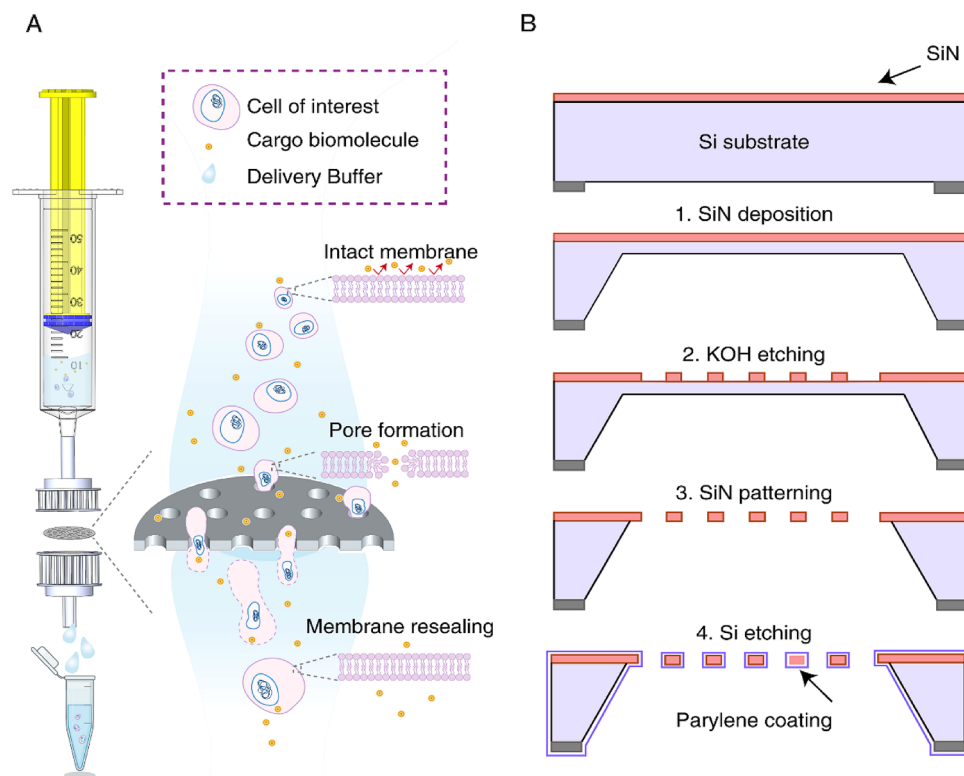 A
Cell of interest
Cargo biomolecule
Delivery Buffer
50
40
30
20
10
Intact membrane
Pore formation
Membrane resealing
B
SiN
Si substrate
1. SiN deposition
2. KOH etching
3. SiN patterning
4. Si etching
Parylene coating